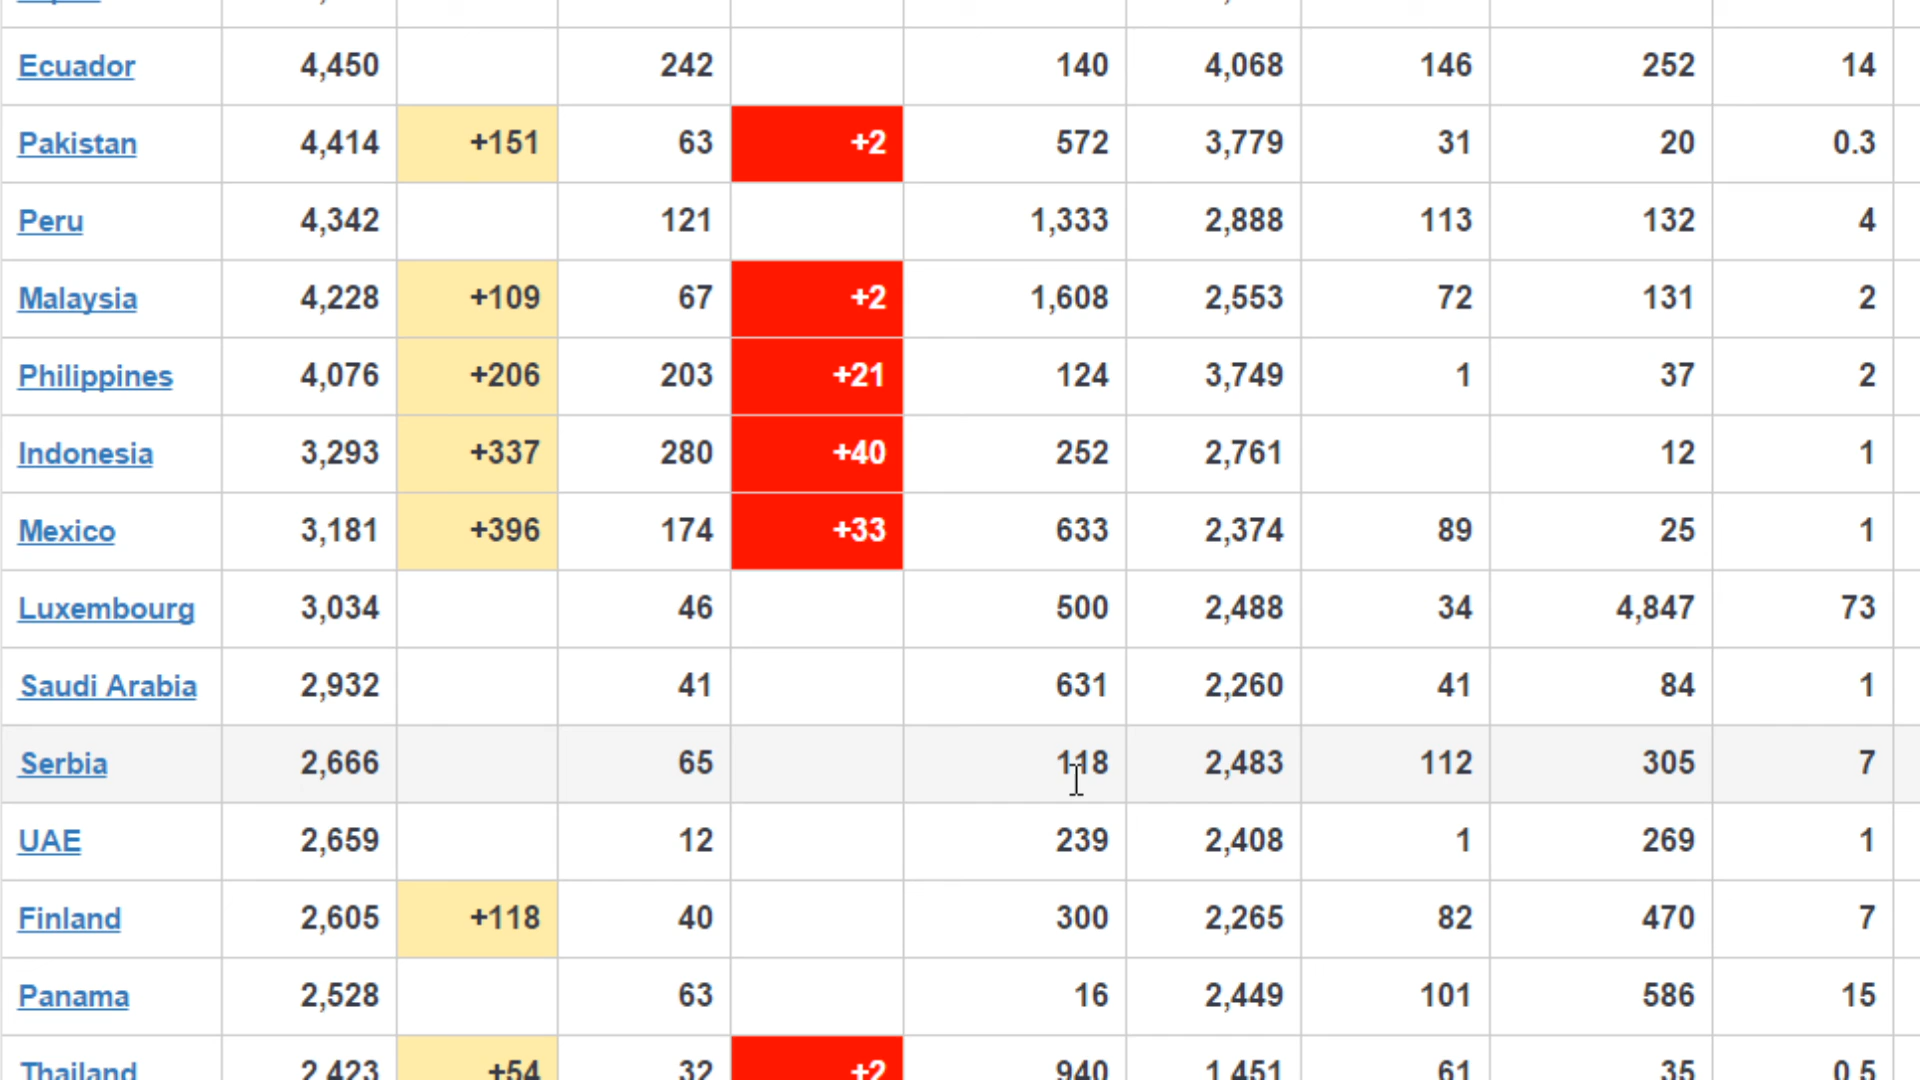 Ecuador 4,450 242 140 4,068 146 252 14
Pakistan 4,414 +151 63 +2 572 3,779 31 20 0.3
Peru 4,342 121 1,333 2,888 113 132 4
Malaysia 4,228 +109 67 +2 1,608 2,553 72 131 2
Philippines 4,076 +206 203 +21 124 3,749 1 37 2
Indonesia 3,293 +337 280 +40 252 2,761 12 1
Mexico 3,181 +396 174 +33 633 2,374 89 25 1
Luxembourg 3,034 46 500 2,488 34 4,847 73
Saudi Arabia 2,932 41 631 2,260 41 84 1
Serbia 2,666 65 118 2,483 112 305 7
UAE 2,659 12 239 2,408 1 269 1
Finland 2,605 +118 40 300 2,265 82 470 7
Panama 2,528 63 16 2,449 101 586 15
Thailand 2,423 +54 32 +2 940 1,451 61 35 0.5